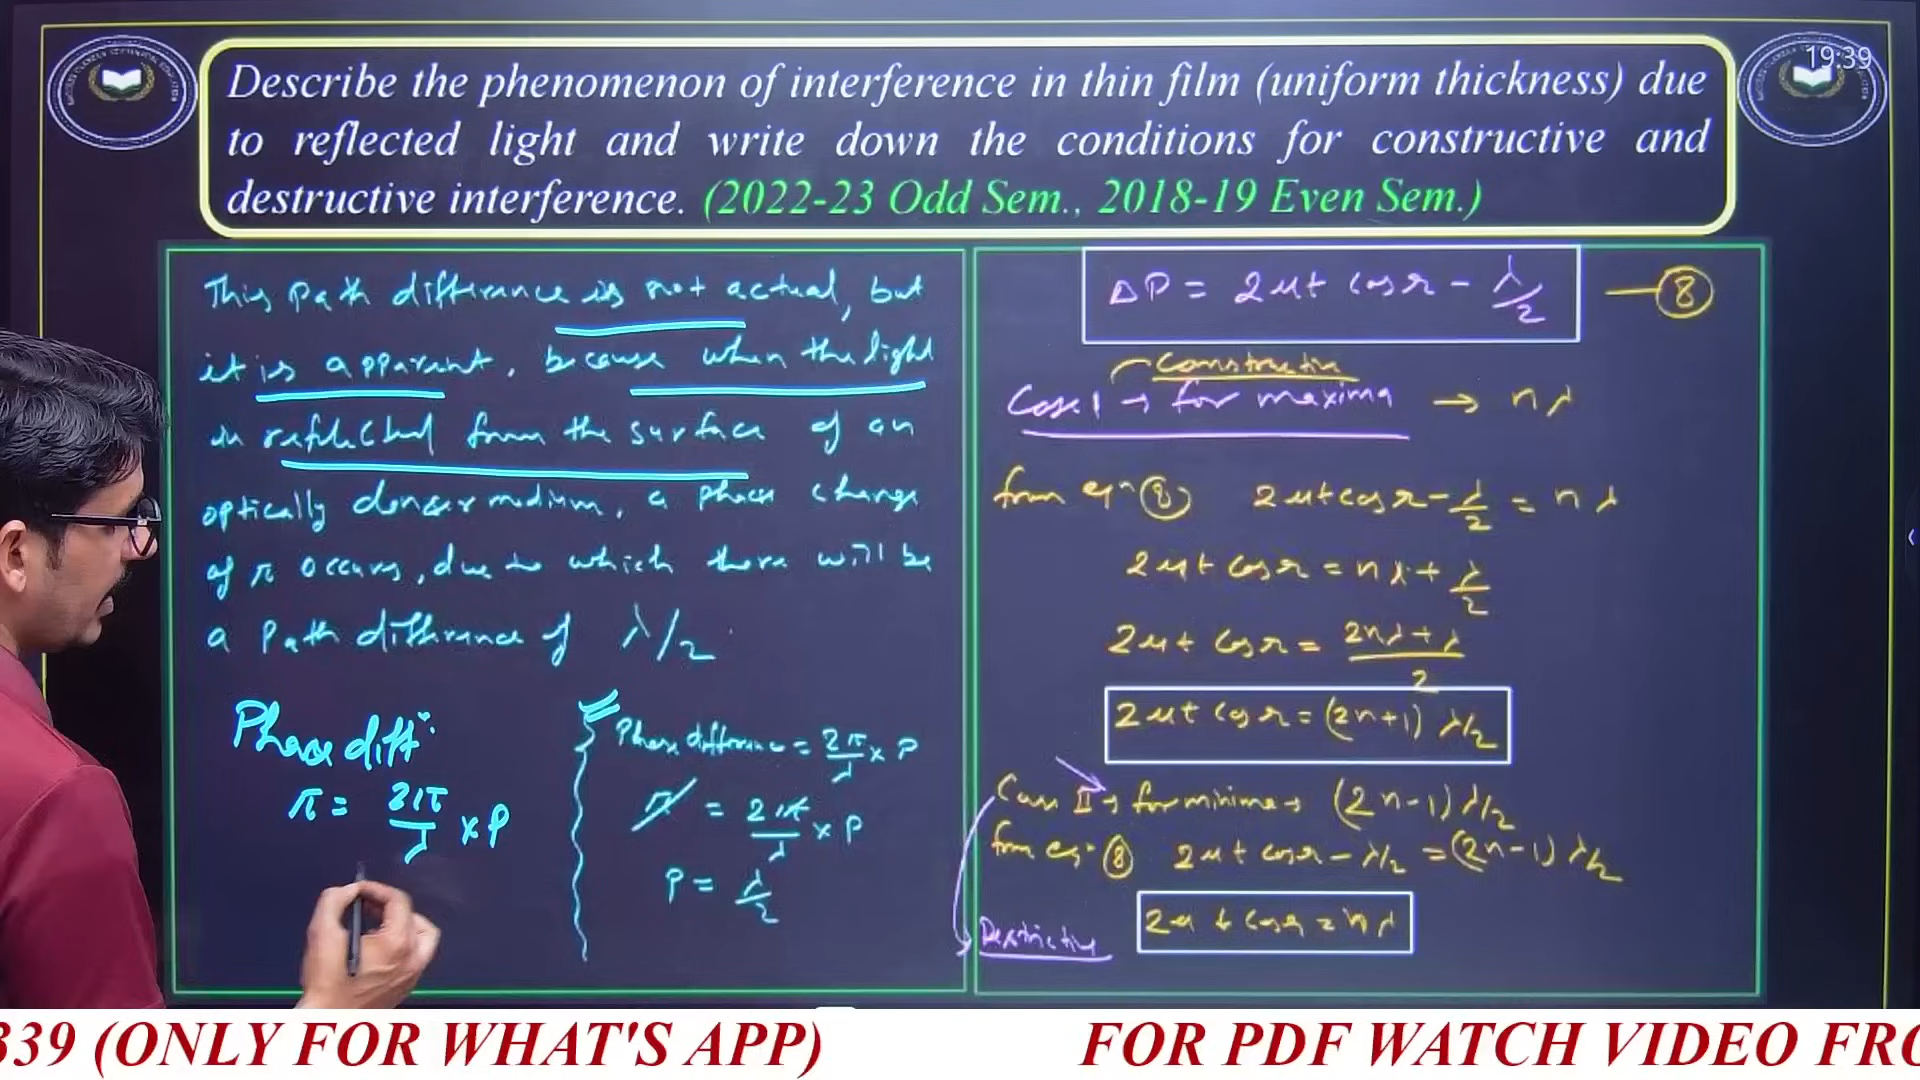 19:39
Describe the phenomenon of interference in thin film (uniform thickness) due
to reflected light and write down the conditions for constructive and
destructive interference. (2022-23 Odd Sem., 2018-19 Even Sem.)
This path difference is not actual, but
it is apparent, because when the light
is reflected from the surface of an
optically denser medium, a phase change
of π occurs, due to which there will be
a path difference of λ/2.
Phase diff:
π = 2π/λ × P
Phase difference = 2π/λ × P
π = 2π/λ × P
P = λ/2
ΔP = 2μt cos r - λ/2 — ⑧
Constructive
Case I → for maxima → nλ
from eqⁿ ⑧ 2μt cos r - λ/2 = nλ
2μt cos r = nλ + λ/2
2μt cos r = 2nλ + λ / 2
2μt cos r = (2n+1) λ/2
Case II → for minima → (2n-1) λ/2
from eqⁿ ⑧ 2μt cos r - λ/2 = (2n-1) λ/2
Destructive
2μt cos r = nλ
339 (ONLY FOR WHAT'S APP) FOR PDF WATCH VIDEO FRO